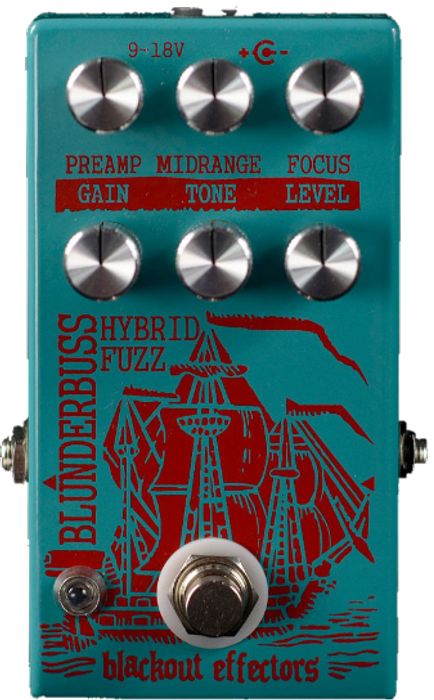 9-18V + -
PREAMP MIDRANGE FOCUS
GAIN TONE LEVEL
BLUNDERBUSS
HYBRID
FUZZ
blackout effectors